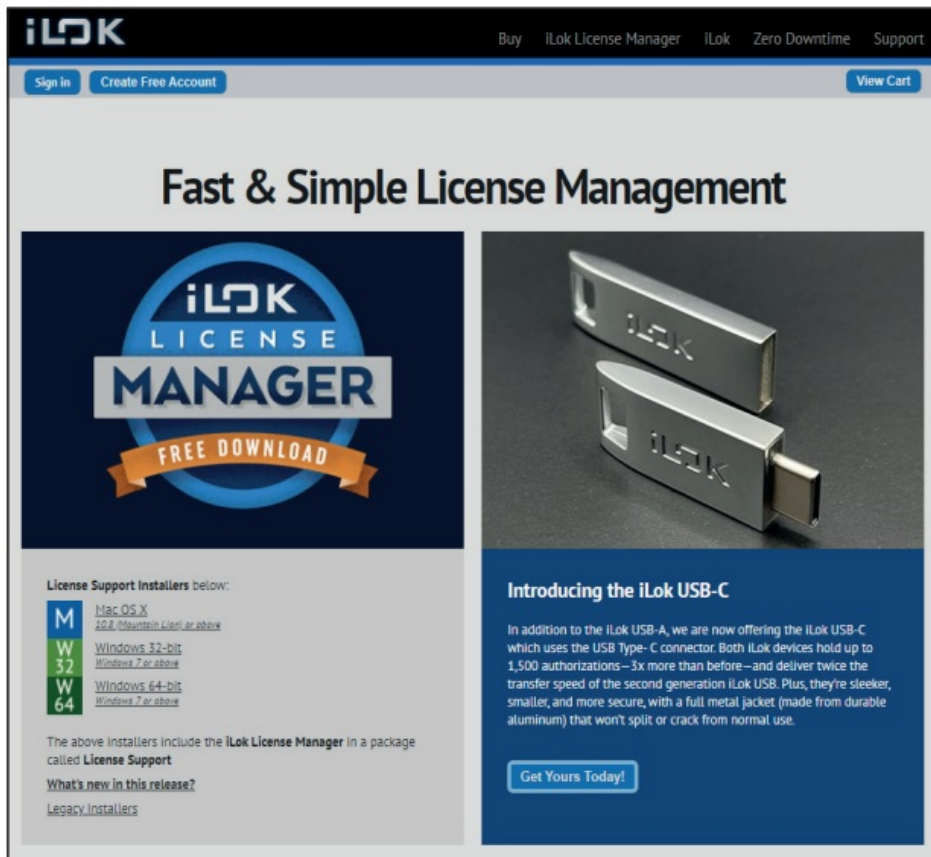 iLOK
Buy iLok License Manager iLok Zero Downtime Support
Sign in Create Free Account View Cart
Fast & Simple License Management
iLOK
LICENSE
MANAGER
FREE DOWNLOAD
iLOK
iLOK
License Support Installers below:
M Mac OS X
10.8 (Mountain Lion) or above
W 32 Windows 32-bit
Windows 7 or above
W 64 Windows 64-bit
Windows 7 or above
The above installers include the iLok License Manager in a package
called License Support
What's new in this release?
Legacy Installers
Introducing the iLok USB-C
In addition to the iLok USB-A, we are now offering the iLok USB-C
which uses the USB Type- C connector. Both iLok devices hold up to
1,500 authorizations—3x more than before—and deliver twice the
transfer speed of the second generation iLok USB. Plus, they're sleeker,
smaller, and more secure, with a full metal jacket (made from durable
aluminum) that won't split or crack from normal use.
Get Yours Today!